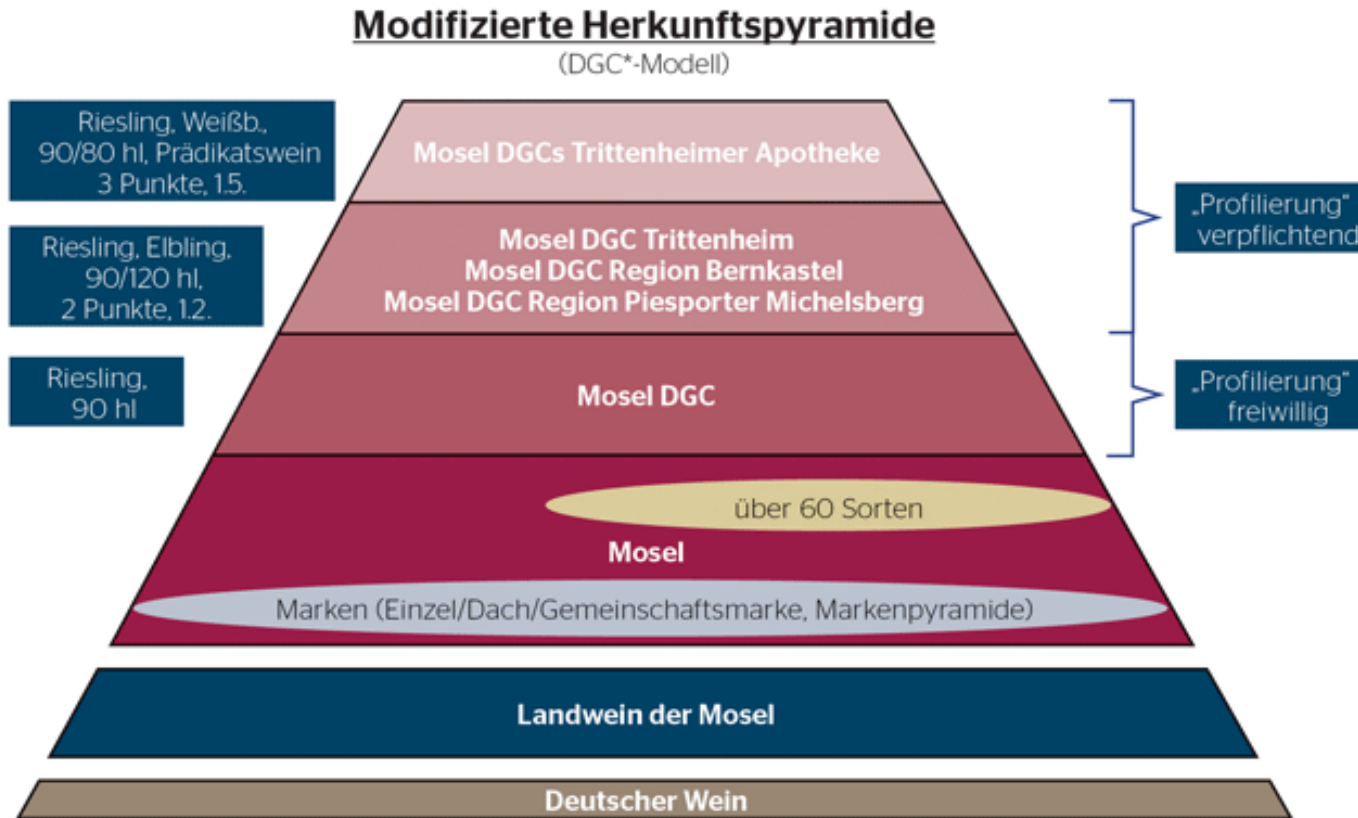 Modifizierte Herkunftspyramide
(DGC*-Modell)
Riesling, Weißb.,
90/80 hl, Prädikatswein
3 Punkte, 1.5.
Mosel DGCs Trittenheimer Apotheke
„Profilierung“
verpflichtend
Riesling, Elbling,
90/120 hl,
2 Punkte, 1.2.
Mosel DGC Trittenheim
Mosel DGC Region Bernkastel
Mosel DGC Region Piesporter Michelsberg
Riesling,
90 hl
Mosel DGC
„Profilierung“
freiwillig
über 60 Sorten
Mosel
Marken (Einzel/Dach/Gemeinschaftsmarke, Markenpyramide)
Landwein der Mosel
Deutscher Wein